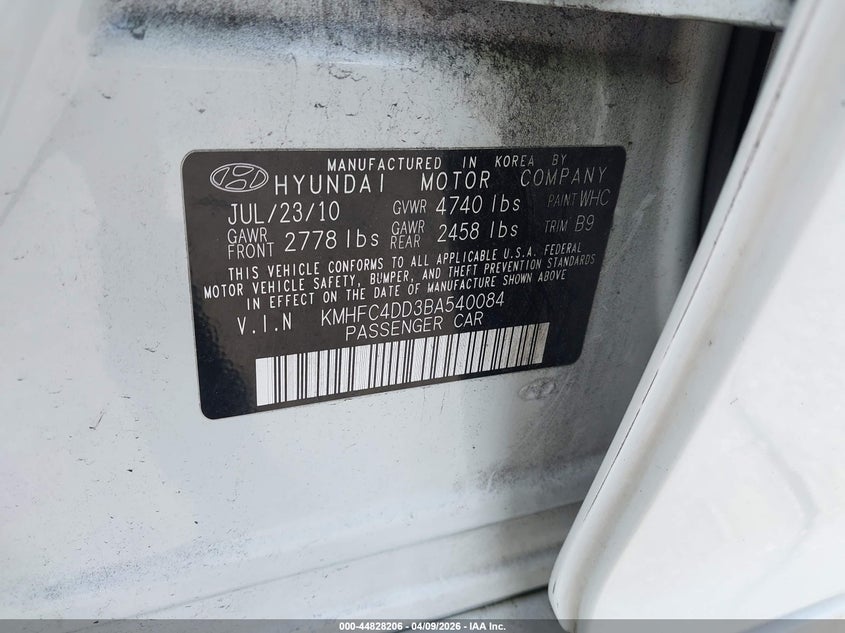 MANUFACTURED IN KOREA BY
HYUNDAI MOTOR COMPANY
JUL/23/10 GVWR 4740 lbs PAINT WHC
GAWR FRONT 2778 lbs GAWR REAR 2458 lbs TRIM B9
THIS VEHICLE CONFORMS TO ALL APPLICABLE U.S.A. FEDERAL
MOTOR VEHICLE SAFETY, BUMPER, AND THEFT PREVENTION STANDARDS
IN EFFECT ON THE DATE OF MANUFACTURE SHOWN ABOVE
V.I.N KMHFC4DD3BA540084
PASSENGER CAR
000-44828206 - 04/09/2026 - IAA Inc.